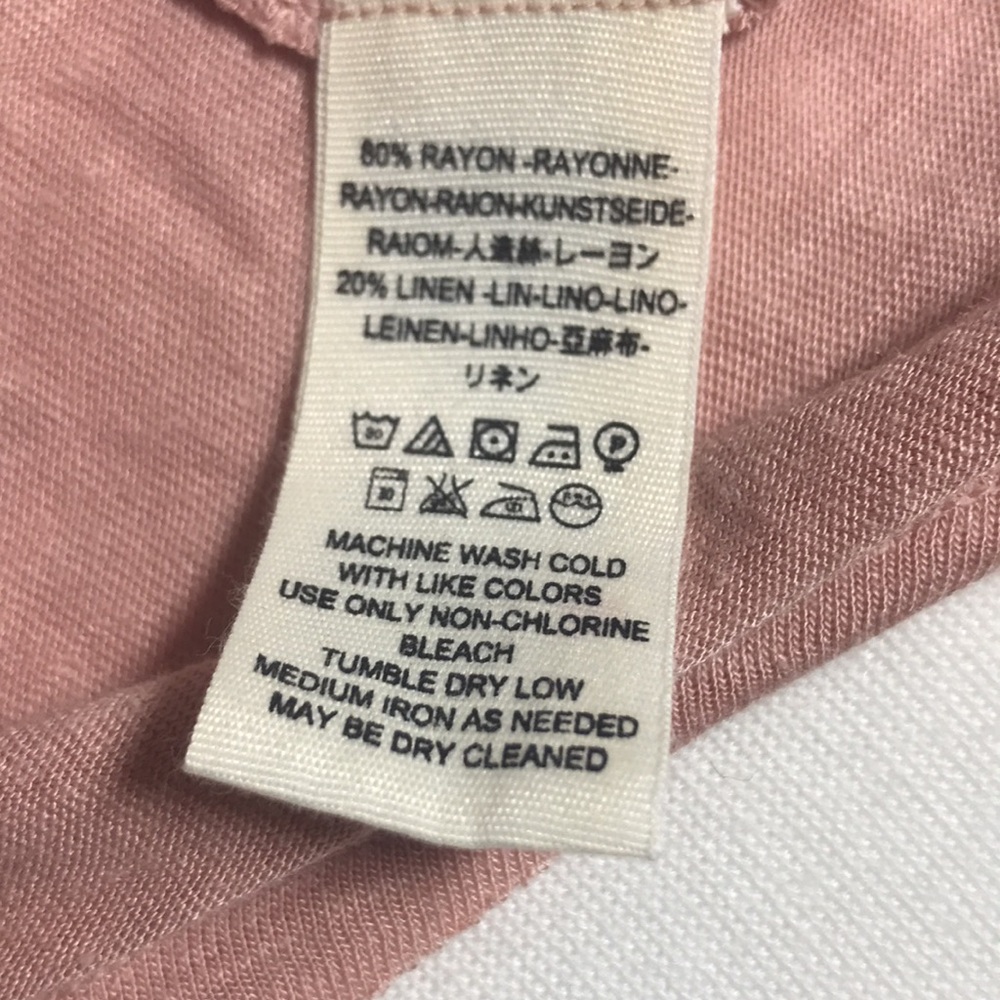 80% RAYON -RAYONNE-
RAYON-RAION-KUNSTSEIDE-
RAIOM-人造絲-レーヨン
20% LINEN -LIN-LINO-LINO-
LEINEN-LINHO-亞麻布-
リネン
30
P
30
MACHINE WASH COLD
WITH LIKE COLORS
USE ONLY NON-CHLORINE
BLEACH
TUMBLE DRY LOW
MEDIUM IRON AS NEEDED
MAY BE DRY CLEANED